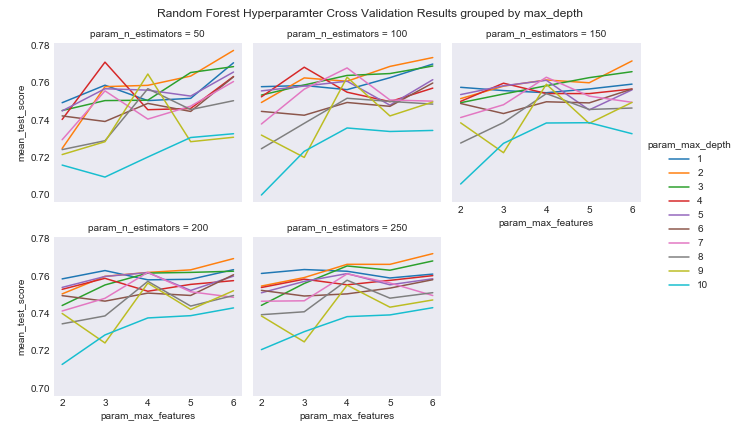 Random Forest Hyperparamter Cross Validation Results grouped by max_depth
param_n_estimators = 50
param_n_estimators = 100
param_n_estimators = 150
0.78
0.76
0.74
0.72
0.70
mean_test_score
2 3 4 5 6
param_max_features
param_max_depth
1
2
3
4
5
6
7
8
9
10
param_n_estimators = 200
param_n_estimators = 250
0.78
0.76
0.74
0.72
0.70
mean_test_score
2 3 4 5 6
param_max_features
2 3 4 5 6
param_max_features